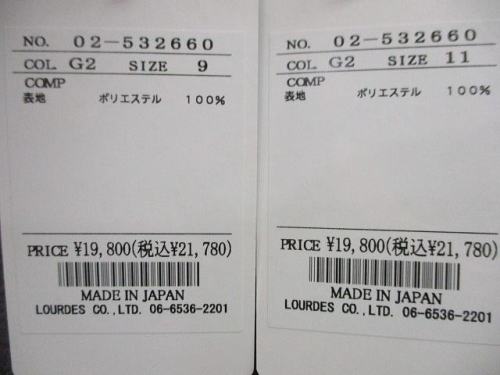 NO. 02-532660
COL G2 SIZE 9
COMP
表地 ポリエステル 100%
PRICE ¥19,800(税込¥21,780)
MADE IN JAPAN
LOURDES CO.,LTD. 06-6536-2201
NO. 02-532660
COL G2 SIZE 11
COMP
表地 ポリエステル 100%
PRICE ¥19,800(税込¥21,780)
MADE IN JAPAN
LOURDES CO.,LTD. 06-6536-2201